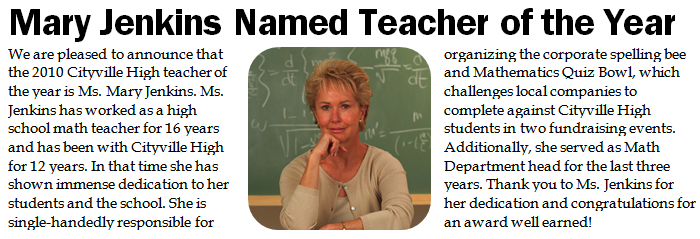 Mary Jenkins Named Teacher of the Year
We are pleased to announce that
the 2010 Cityville High teacher of
the year is Ms. Mary Jenkins. Ms.
Jenkins has worked as a high
school math teacher for 16 years
and has been with Cityville High
for 12 years. In that time she has
shown immense dedication to her
students and the school. She is
single-handedly responsible for
organizing the corporate spelling bee
and Mathematics Quiz Bowl, which
challenges local companies to
complete against Cityville High
students in two fundraising events.
Additionally, she served as Math
Department head for the last three
years. Thank you to Ms. Jenkins for
her dedication and congratulations for
an award well earned!